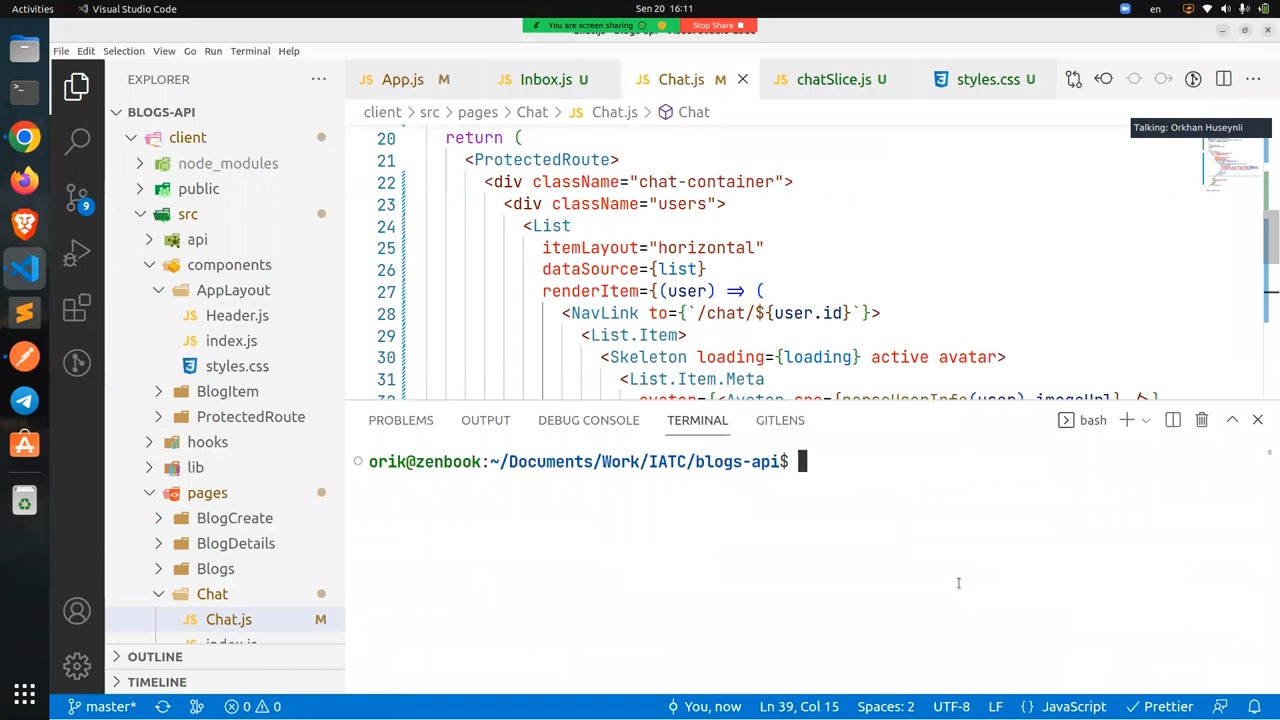 Activities
Visual Studio Code
Sen 20 16:11
en
You are screen sharing
Stop Share
File Edit Selection View Go Run Terminal Help
EXPLORER
BLOGS-API
client
node_modules
public
src
api
components
AppLayout
Header.js
index.js
styles.css
BlogItem
ProtectedRoute
hooks
lib
pages
BlogCreate
BlogDetails
Blogs
Chat
Chat.js M
OUTLINE
TIMELINE
9
App.js M
Inbox.js U
Chat.js M
chatSlice.js U
styles.css U
client > src > pages > Chat > Chat.js > Chat
Talking: Orkhan Huseynli
20 return (
21 <ProtectedRoute>
22 <div className="chat-container">
23 <div className="users">
24 <List
25 itemLayout="horizontal"
26 dataSource={list}
27 renderItem={(user) => (
28 <NavLink to={`/chat/${user.id}`}>
29 <List.Item>
30 <Skeleton loading={loading} active avatar>
31 <List.Item.Meta
PROBLEMS OUTPUT DEBUG CONSOLE TERMINAL GITLENS
bash
orik@zenbook:~/Documents/Work/IATC/blogs-api$
master* 0 0
You, now Ln 39, Col 15 Spaces: 2 UTF-8 LF {} JavaScript Prettier